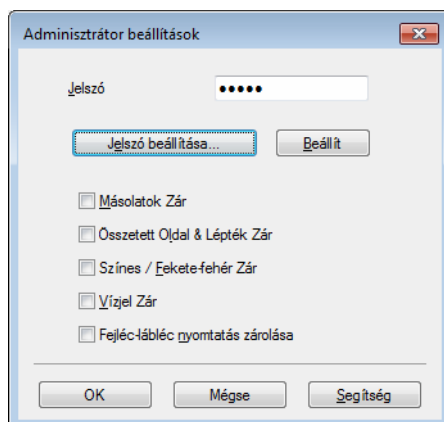 Adminisztrátor beállítások
Jelszó •••••
Jelszó beállítása... Beállít
Másolatok Zár
Összetett Oldal & Lépték Zár
Színes / Fekete-fehér Zár
Vízjel Zár
Fejléc-lábléc nyomtatás zárolása
OK Mégse Segítség